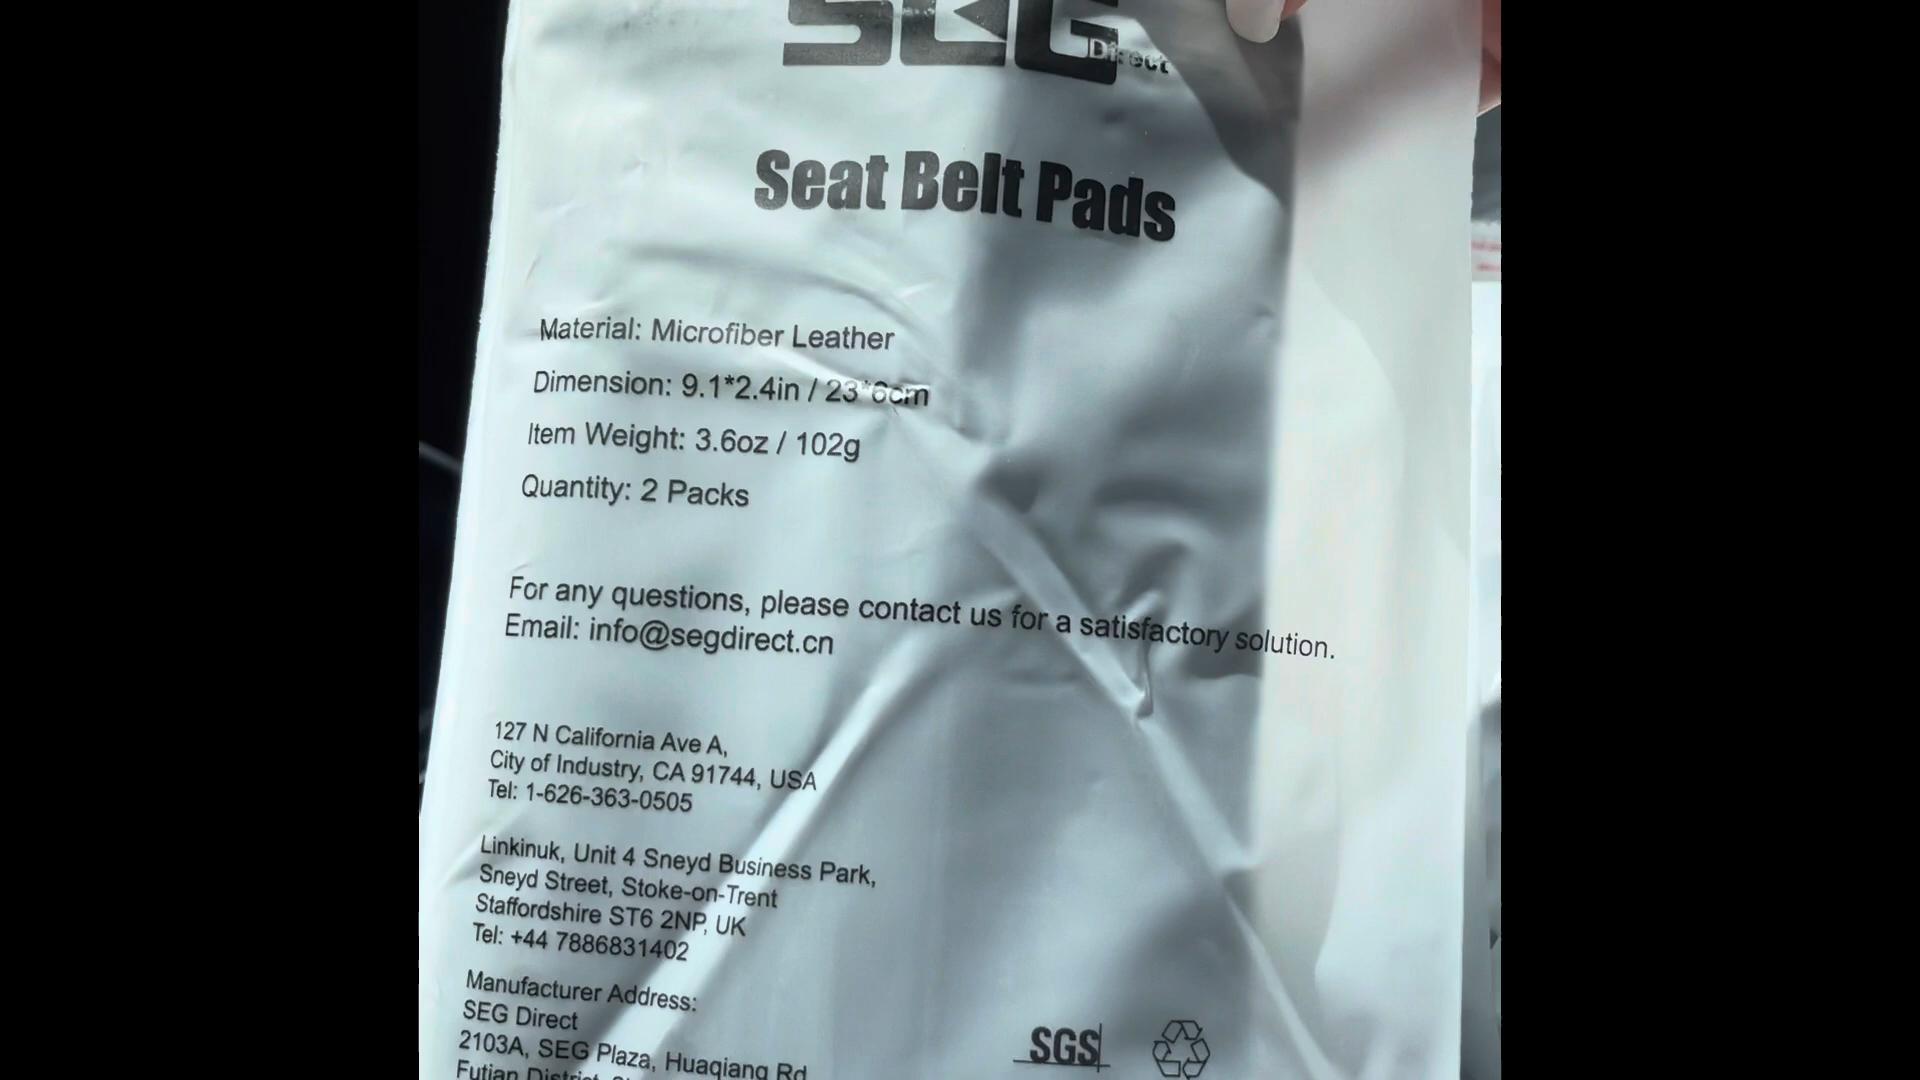 SEG
Direct
Seat Belt Pads
Material: Microfiber Leather
Dimension: 9.1*2.4in / 23*6cm
Item Weight: 3.6oz / 102g
Quantity: 2 Packs
For any questions, please contact us for a satisfactory solution.
Email: info@segdirect.cn
127 N California Ave A,
City of Industry, CA 91744, USA
Tel: 1-626-363-0505
Linkinuk, Unit 4 Sneyd Business Park,
Sneyd Street, Stoke-on-Trent
Staffordshire ST6 2NP, UK
Tel: +44 7886831402
Manufacturer Address:
SEG Direct
2103A, SEG Plaza, Huaqiang Rd
Futian District,
SGS